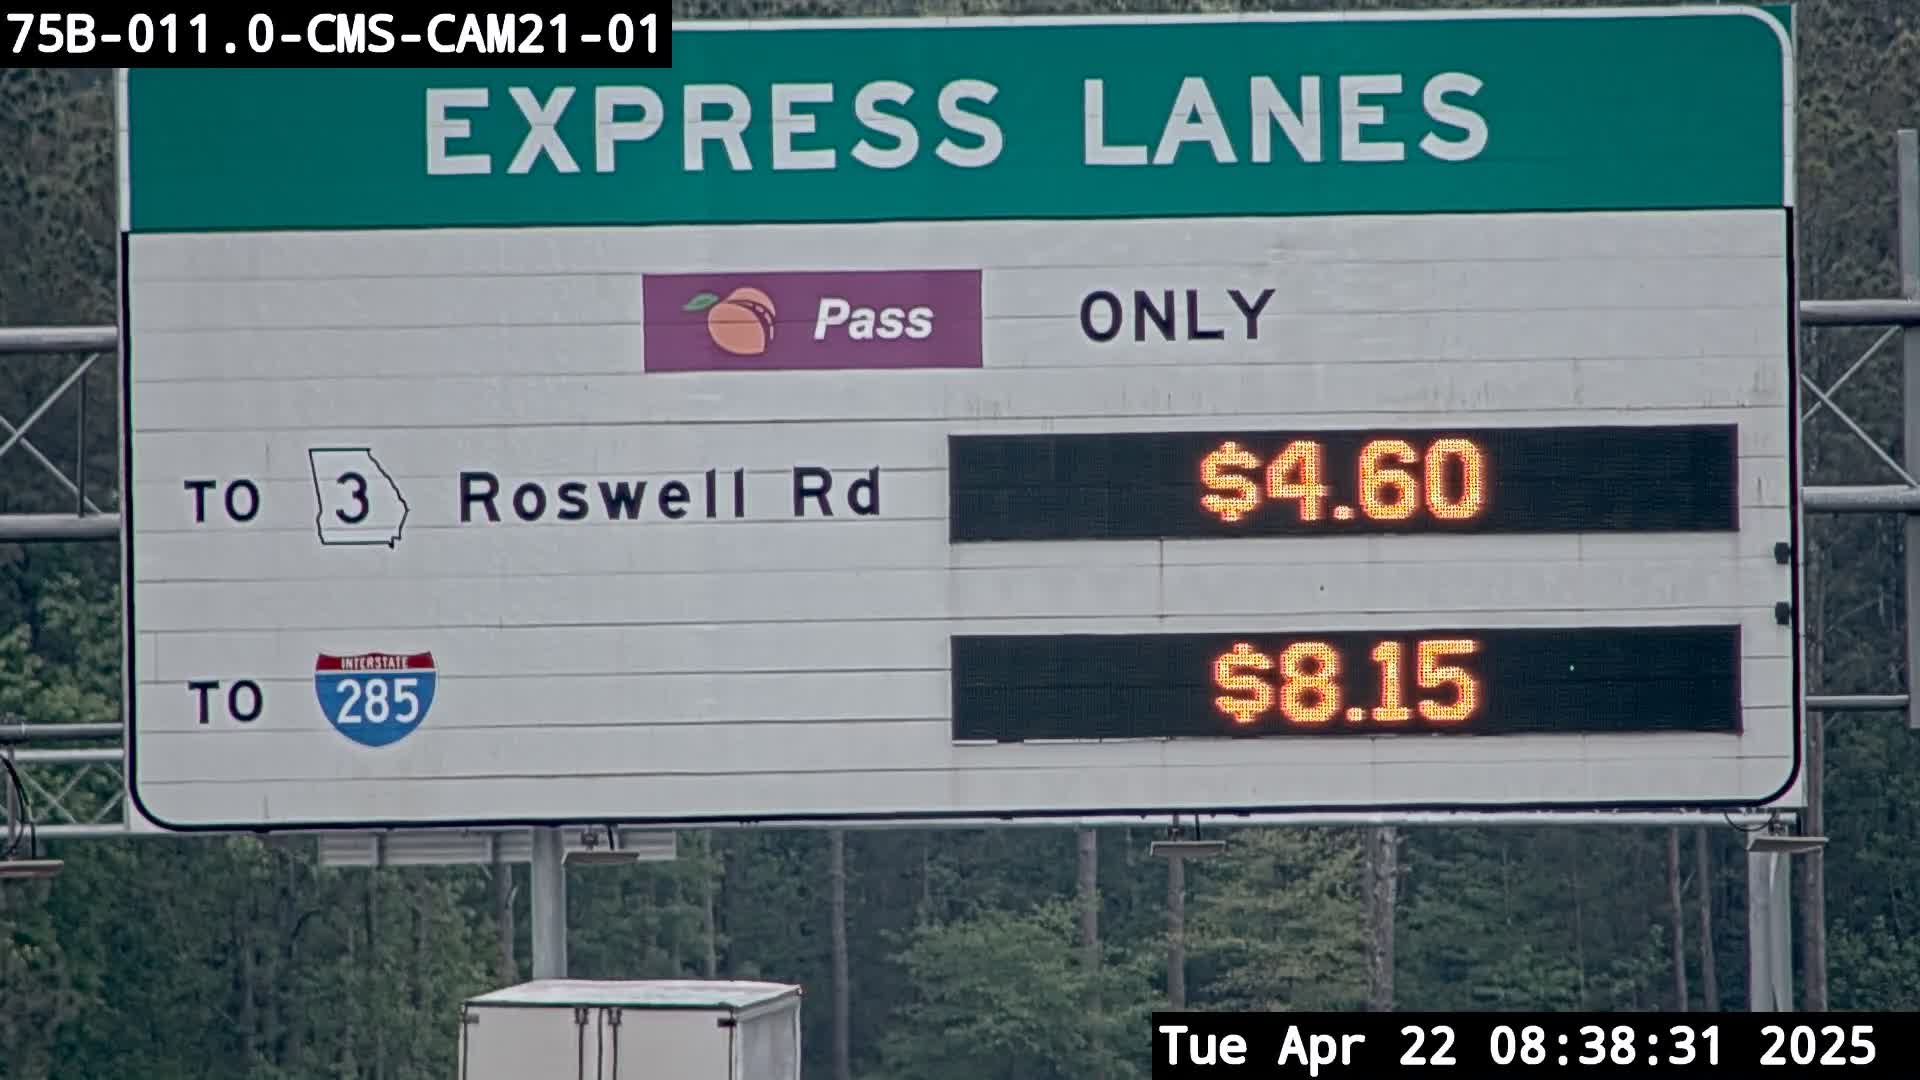 75B-011.0-CMS-CAM21-01
EXPRESS LANES
Pass ONLY
TO 3 Roswell Rd $4.60
TO INTERSTATE 285 $8.15
Tue Apr 22 08:38:31 2025